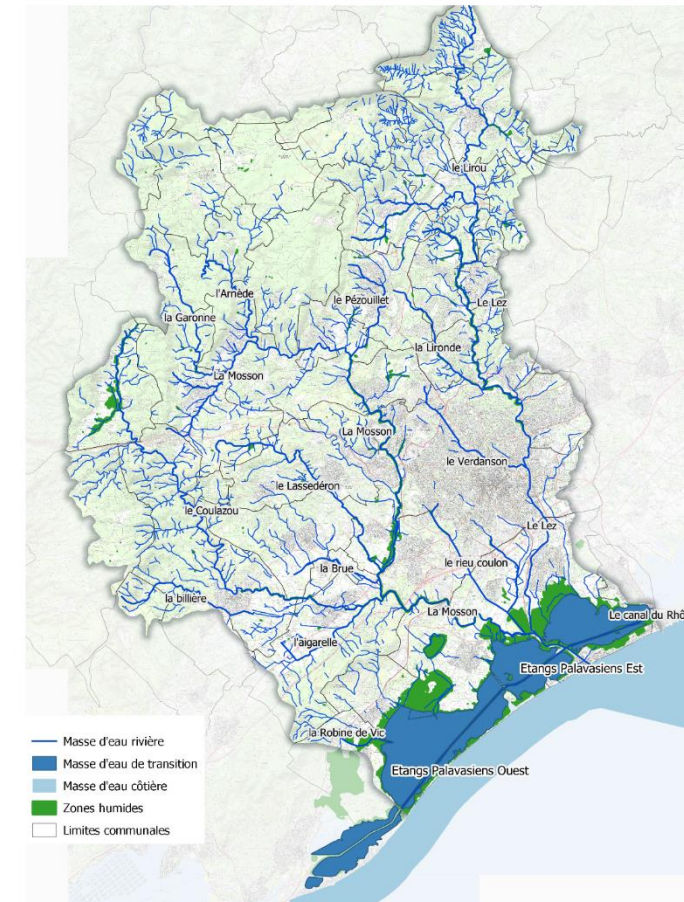 le Lirou
l'Arnède
le Pézouillet
Le Lez
la Garonne
la Lironde
La Mosson
La Mosson
le Verdanson
le Lassedéron
le Coulazou
Le Lez
la Brue
le rieu coulon
la billière
La Mosson
Le canal du Rhô
l'aigarelle
Etangs Palavasiens Est
la Robine de Vic
Etangs Palavasiens Ouest
Masse d'eau rivière
Masse d'eau de transition
Masse d'eau côtière
Zones humides
Limites communales